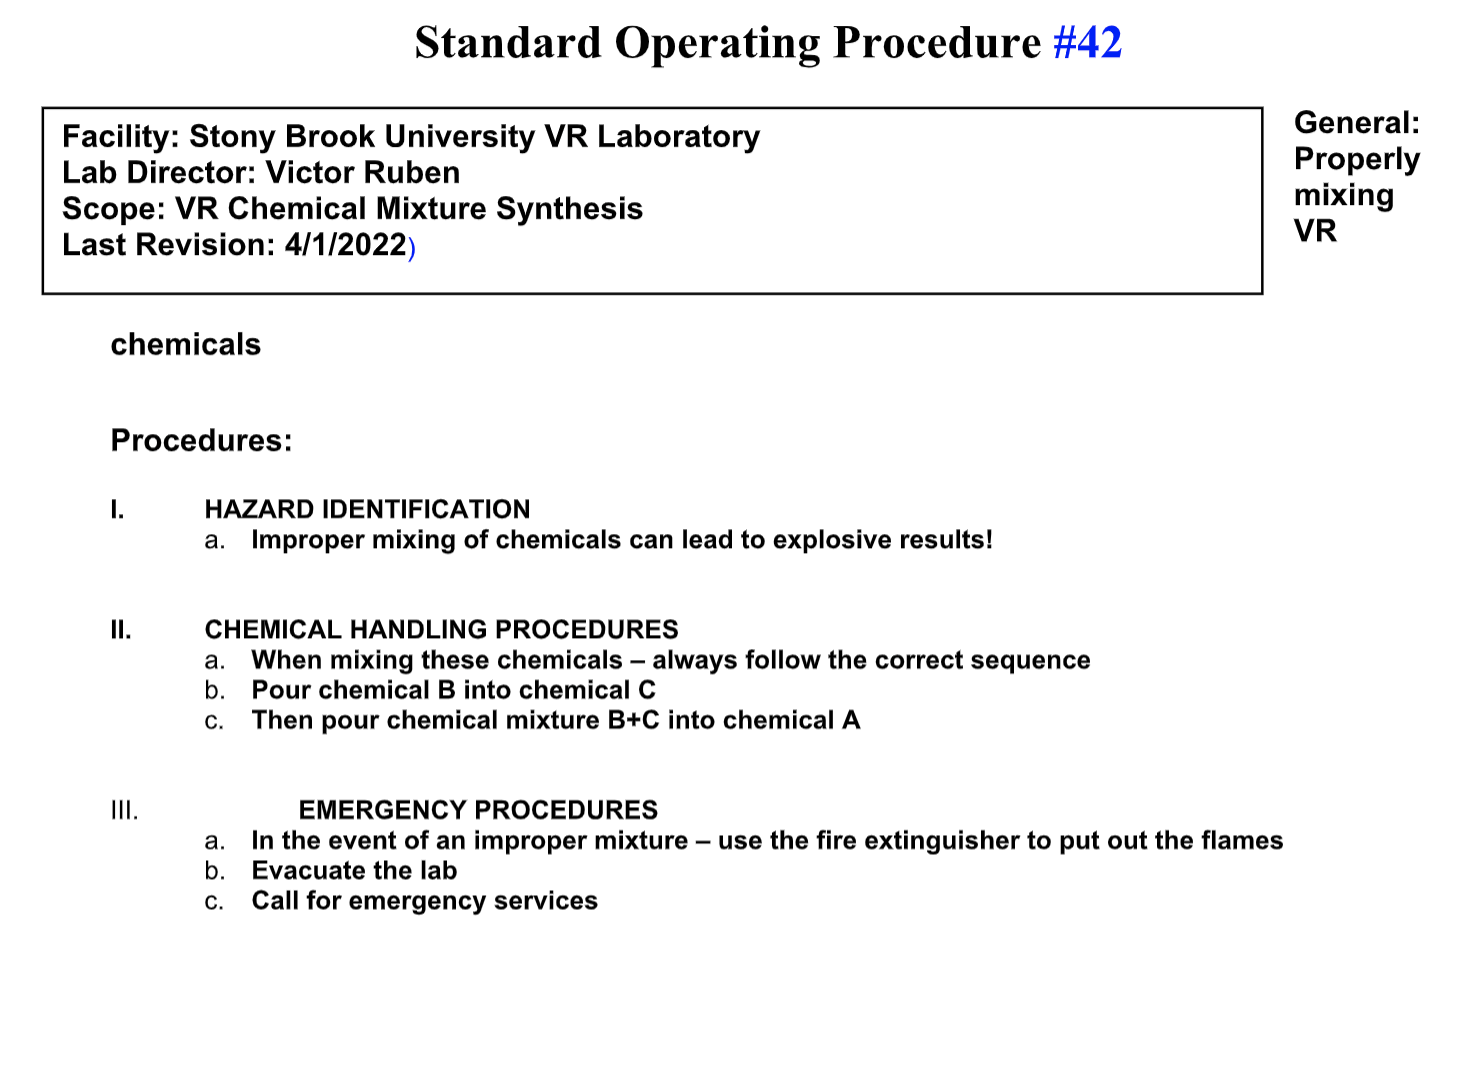 Standard Operating Procedure #42
Facility: Stony Brook University VR Laboratory
Lab Director: Victor Ruben
Scope: VR Chemical Mixture Synthesis
Last Revision: 4/1/2022)
General:
Properly
mixing
VR
chemicals
Procedures:
I. HAZARD IDENTIFICATION
a. Improper mixing of chemicals can lead to explosive results!
II. CHEMICAL HANDLING PROCEDURES
a. When mixing these chemicals – always follow the correct sequence
b. Pour chemical B into chemical C
c. Then pour chemical mixture B+C into chemical A
III. EMERGENCY PROCEDURES
a. In the event of an improper mixture – use the fire extinguisher to put out the flames
b. Evacuate the lab
c. Call for emergency services